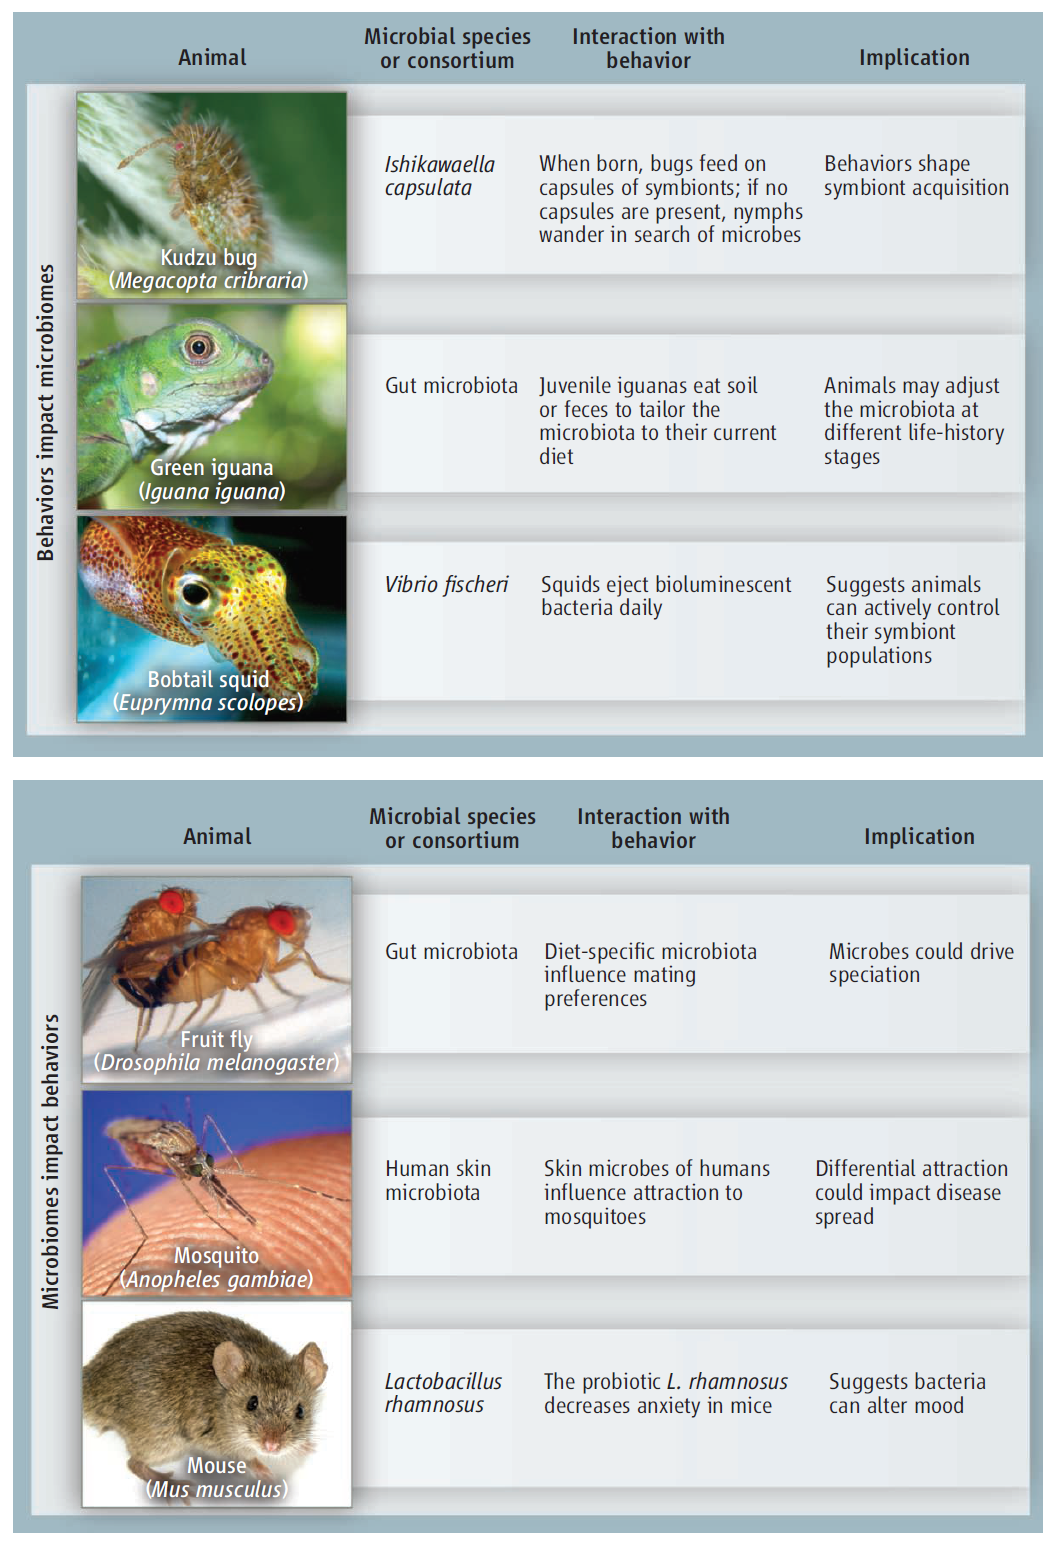 Animal
Microbial species
or consortium
Interaction with
behavior
Implication
Behaviors impact microbiomes
Kudzu bug
(Megacopta cribraria)
Ishikawaella
capsulata
When born, bugs feed on
capsules of symbionts; if no
capsules are present, nymphs
wander in search of microbes
Behaviors shape
symbiont acquisition
Green iguana
(Iguana iguana)
Gut microbiota
Juvenile iguanas eat soil
or feces to tailor the
microbiota to their current
diet
Animals may adjust
the microbiota at
different life-history
stages
Bobtail squid
(Euprymna scolopes)
Vibrio fischeri
Squids eject bioluminescent
bacteria daily
Suggests animals
can actively control
their symbiont
populations
Animal
Microbial species
or consortium
Interaction with
behavior
Implication
Microbiomes impact behaviors
Fruit fly
(Drosophila melanogaster)
Gut microbiota
Diet-specific microbiota
influence mating
preferences
Microbes could drive
speciation
Mosquito
(Anopheles gambiae)
Human skin
microbiota
Skin microbes of humans
influence attraction to
mosquitoes
Differential attraction
could impact disease
spread
Mouse
(Mus musculus)
Lactobacillus
rhamnosus
The probiotic L. rhamnosus
decreases anxiety in mice
Suggests bacteria
can alter mood